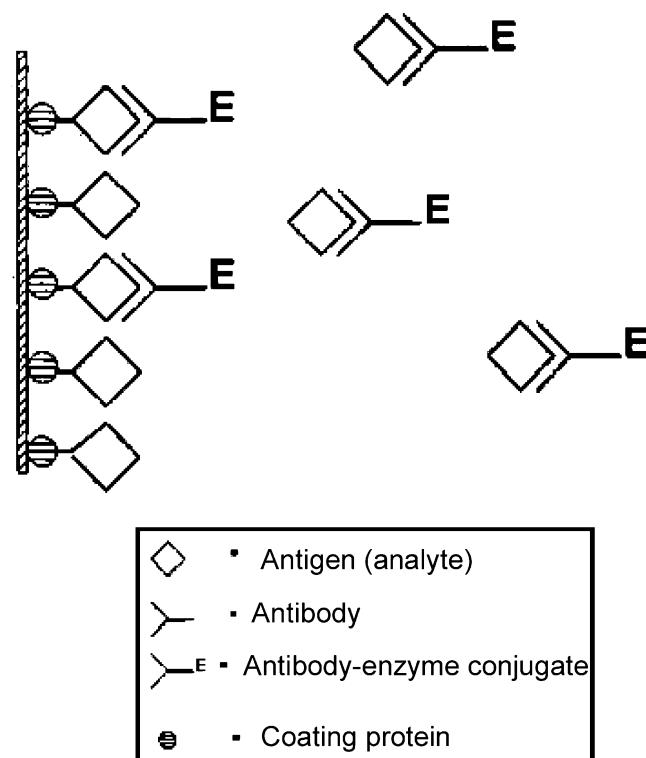 E
E
E
E
E
Antigen (analyte)
Antibody
E
Antibody-enzyme conjugate
Coating protein